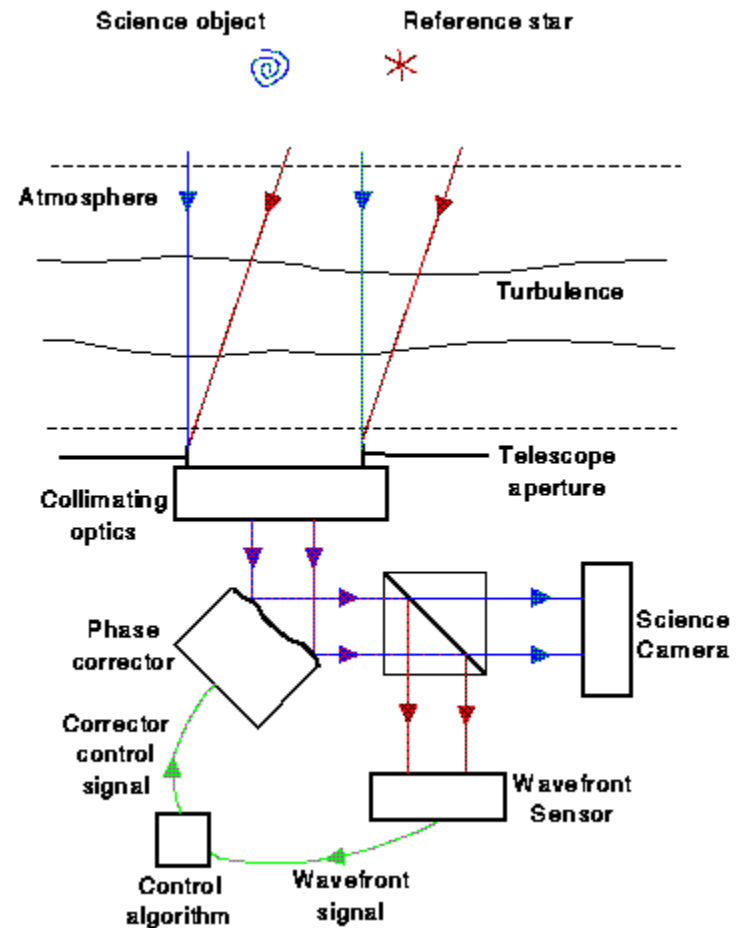 Science object
Reference star
Atmosphere
Turbulence
Telescope
aperture
Collimating
optics
Phase
corrector
Science
Camera
Corrector
control
signal
Wavefront
Sensor
Control
algorithm
Wavefront
signal